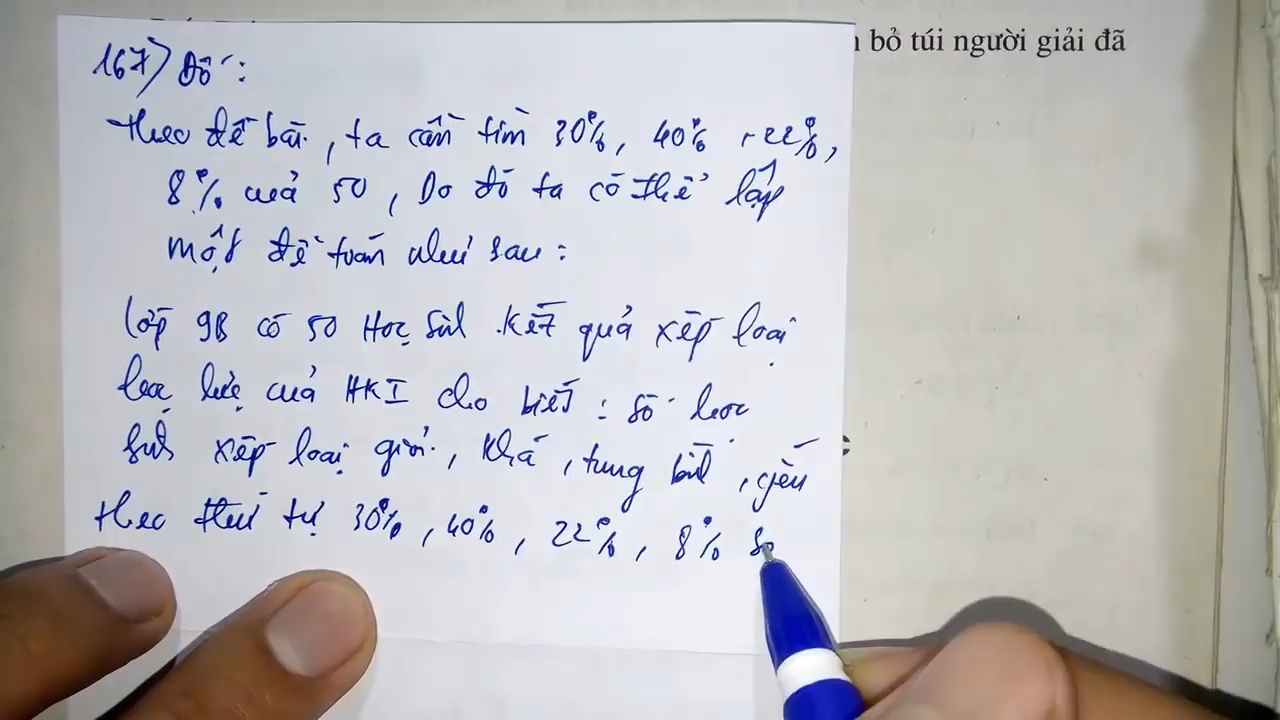 n bỏ túi người giải đã
167) Đố:
Theo đề bài, ta cần tìm 30%, 40%, 22%,
8% của 50, Do đó ta có thể lập
một đề toán như sau:
Lớp 9B có 50 Học Sinh. Kết quả xếp loại
học lực của HKI cho biết: số học
sinh xếp loại giỏi, khá, trung bình, yếu
theo thứ tự 30%, 40%, 22%, 8% số